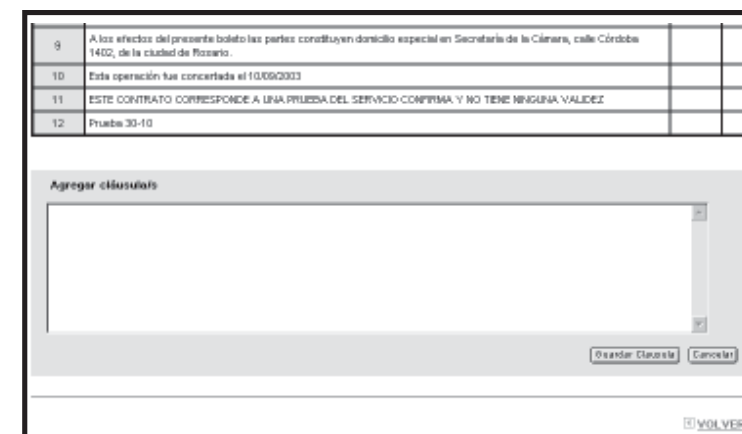 9 A los efectos del presente boleto las partes constituyen domicilio especial en Secretaría de la Cámara, calle Córdoba
1402, de la ciudad de Rosario.
10 Esta operación fue concertada el 10/09/2003
11 ESTE CONTRATO CORRESPONDE A UNA PRUEBA DEL SERVICIO CONFIRMA Y NO TIENE NINGUNA VALIDEZ
12 Prueba 30-10
Agregar cláusula/s
Guardar Clausula Cancelar
VOLVER